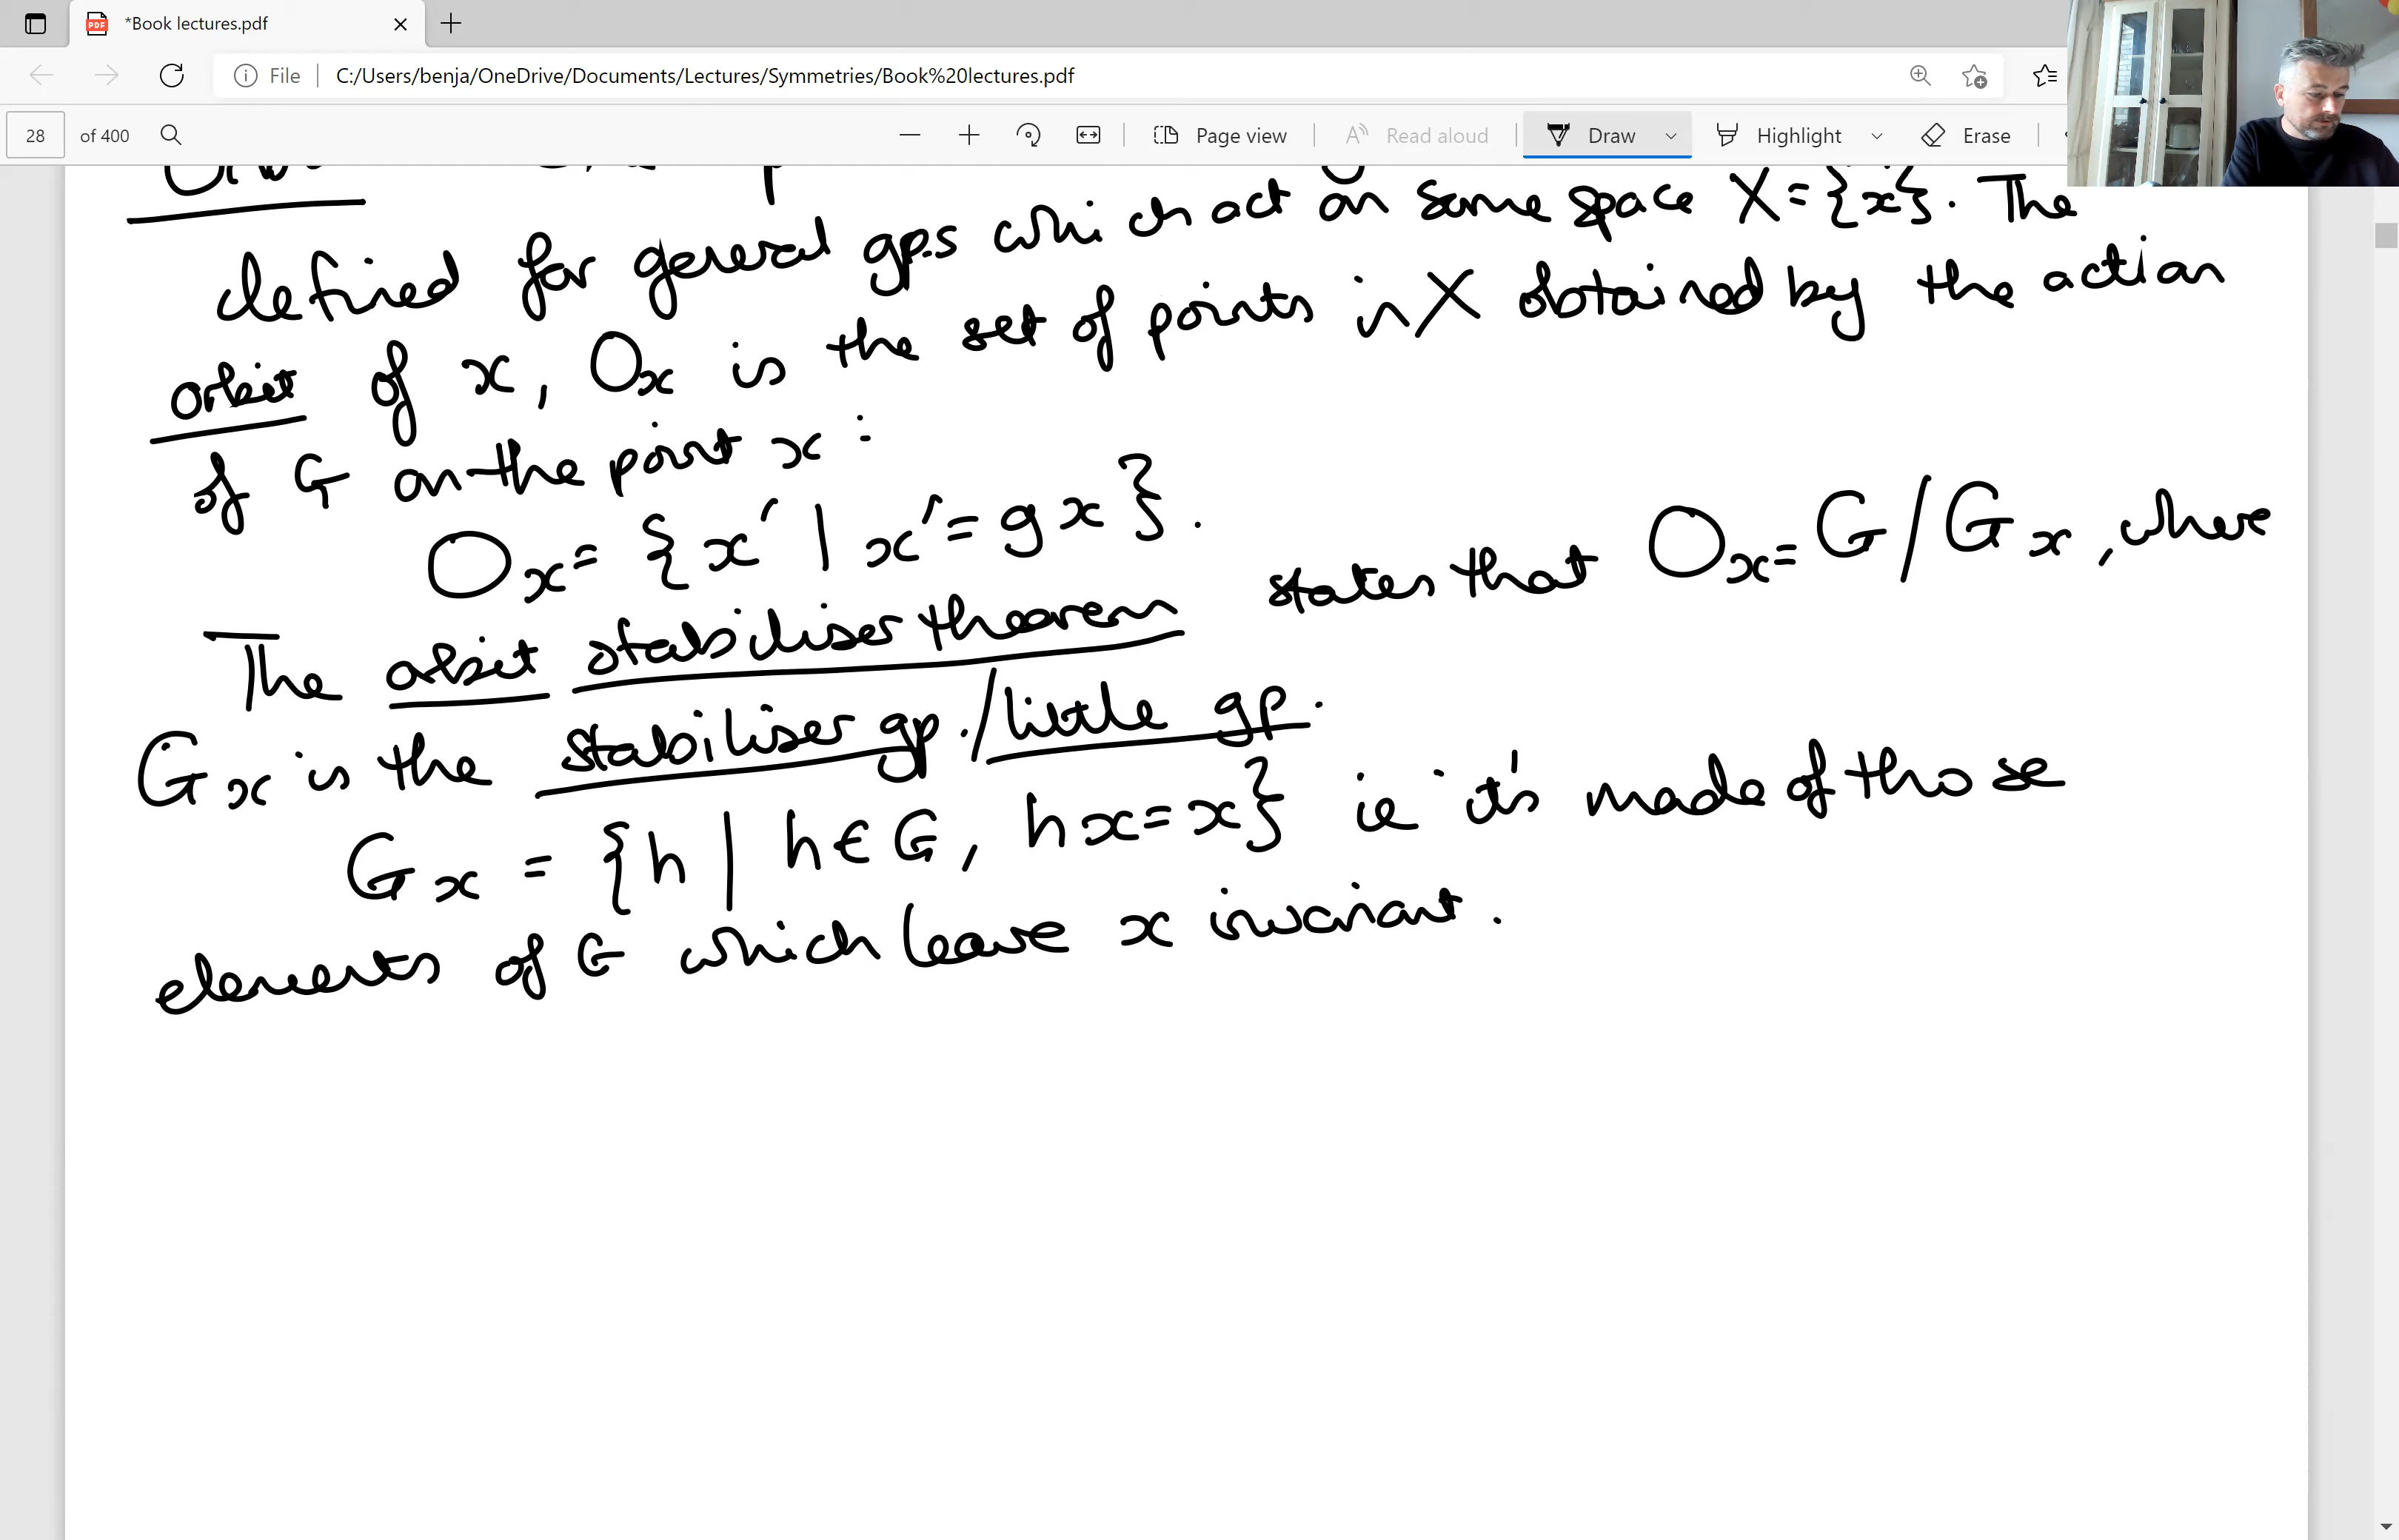 *Book lectures.pdf
File C:/Users/benja/OneDrive/Documents/Lectures/Symmetries/Book%20lectures.pdf
28 of 400 Page view Read aloud Draw Highlight Erase
defined for general gps which act on some space X = {x}. The
orbit of x, Oₓ is the set of points in X obtained by the action
of G on the point x :
Oₓ = {x′ | x′ = gx}.
The orbit stabiliser theorem states that Oₓ = G/Gₓ, where
Gₓ is the stabiliser gp./little gp.
Gₓ = {h | h ∈ G, hx = x} ie it's made of those
elements of G which leave x invariant.